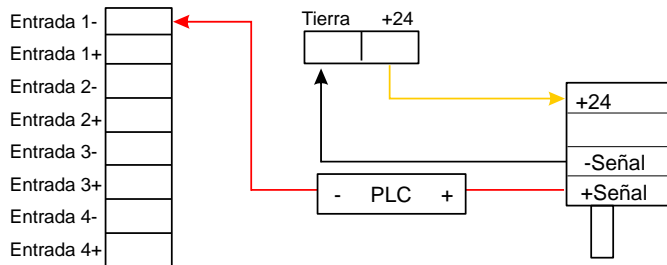 Entrada 1-
Entrada 1+
Entrada 2-
Entrada 2+
Entrada 3-
Entrada 3+
Entrada 4-
Entrada 4+
Tierra +24
+24
-Señal
+Señal
- PLC +